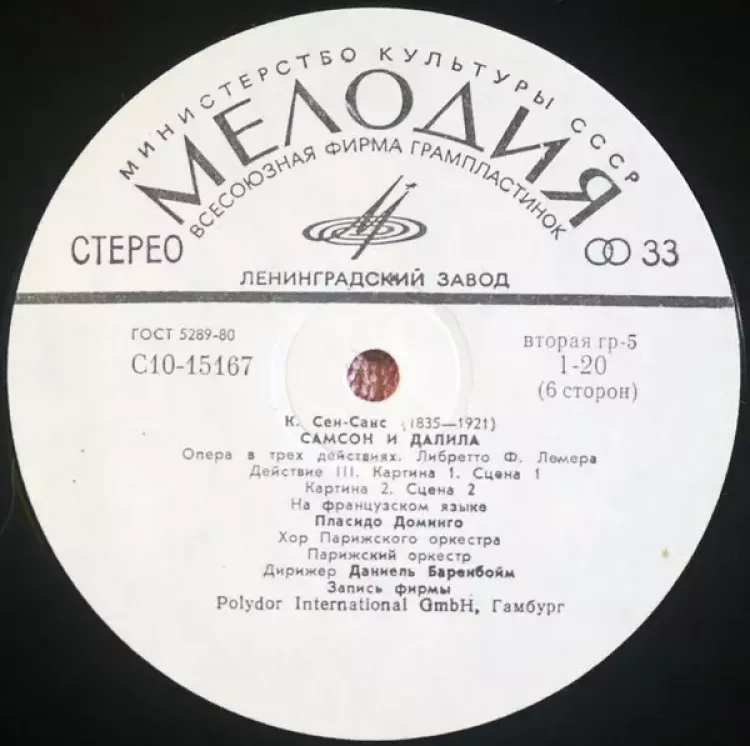 МИНИСТЕРСТВО КУЛЬТУРЫ СССР
МЕЛОДИЯ
ВСЕСОЮЗНАЯ ФИРМА ГРАМПЛАСТИНОК
СТЕРЕО
33
ЛЕНИНГРАДСКИЙ ЗАВОД
ГОСТ 5289-80
С10-15167
вторая гр-5
1-20
(6 сторон)
К. Сен-Санс (1835—1921)
САМСОН И ДАЛИЛА
Опера в трех действиях. Либретто Ф. Лемера
Действие III. Картина 1. Сцена 1
Картина 2. Сцена 2
На французском языке
Пласидо Доминго
Хор Парижского оркестра
Парижский оркестр
Дирижер Даниель Баренбойм
Запись фирмы
Polydor International GmbH, Гамбург